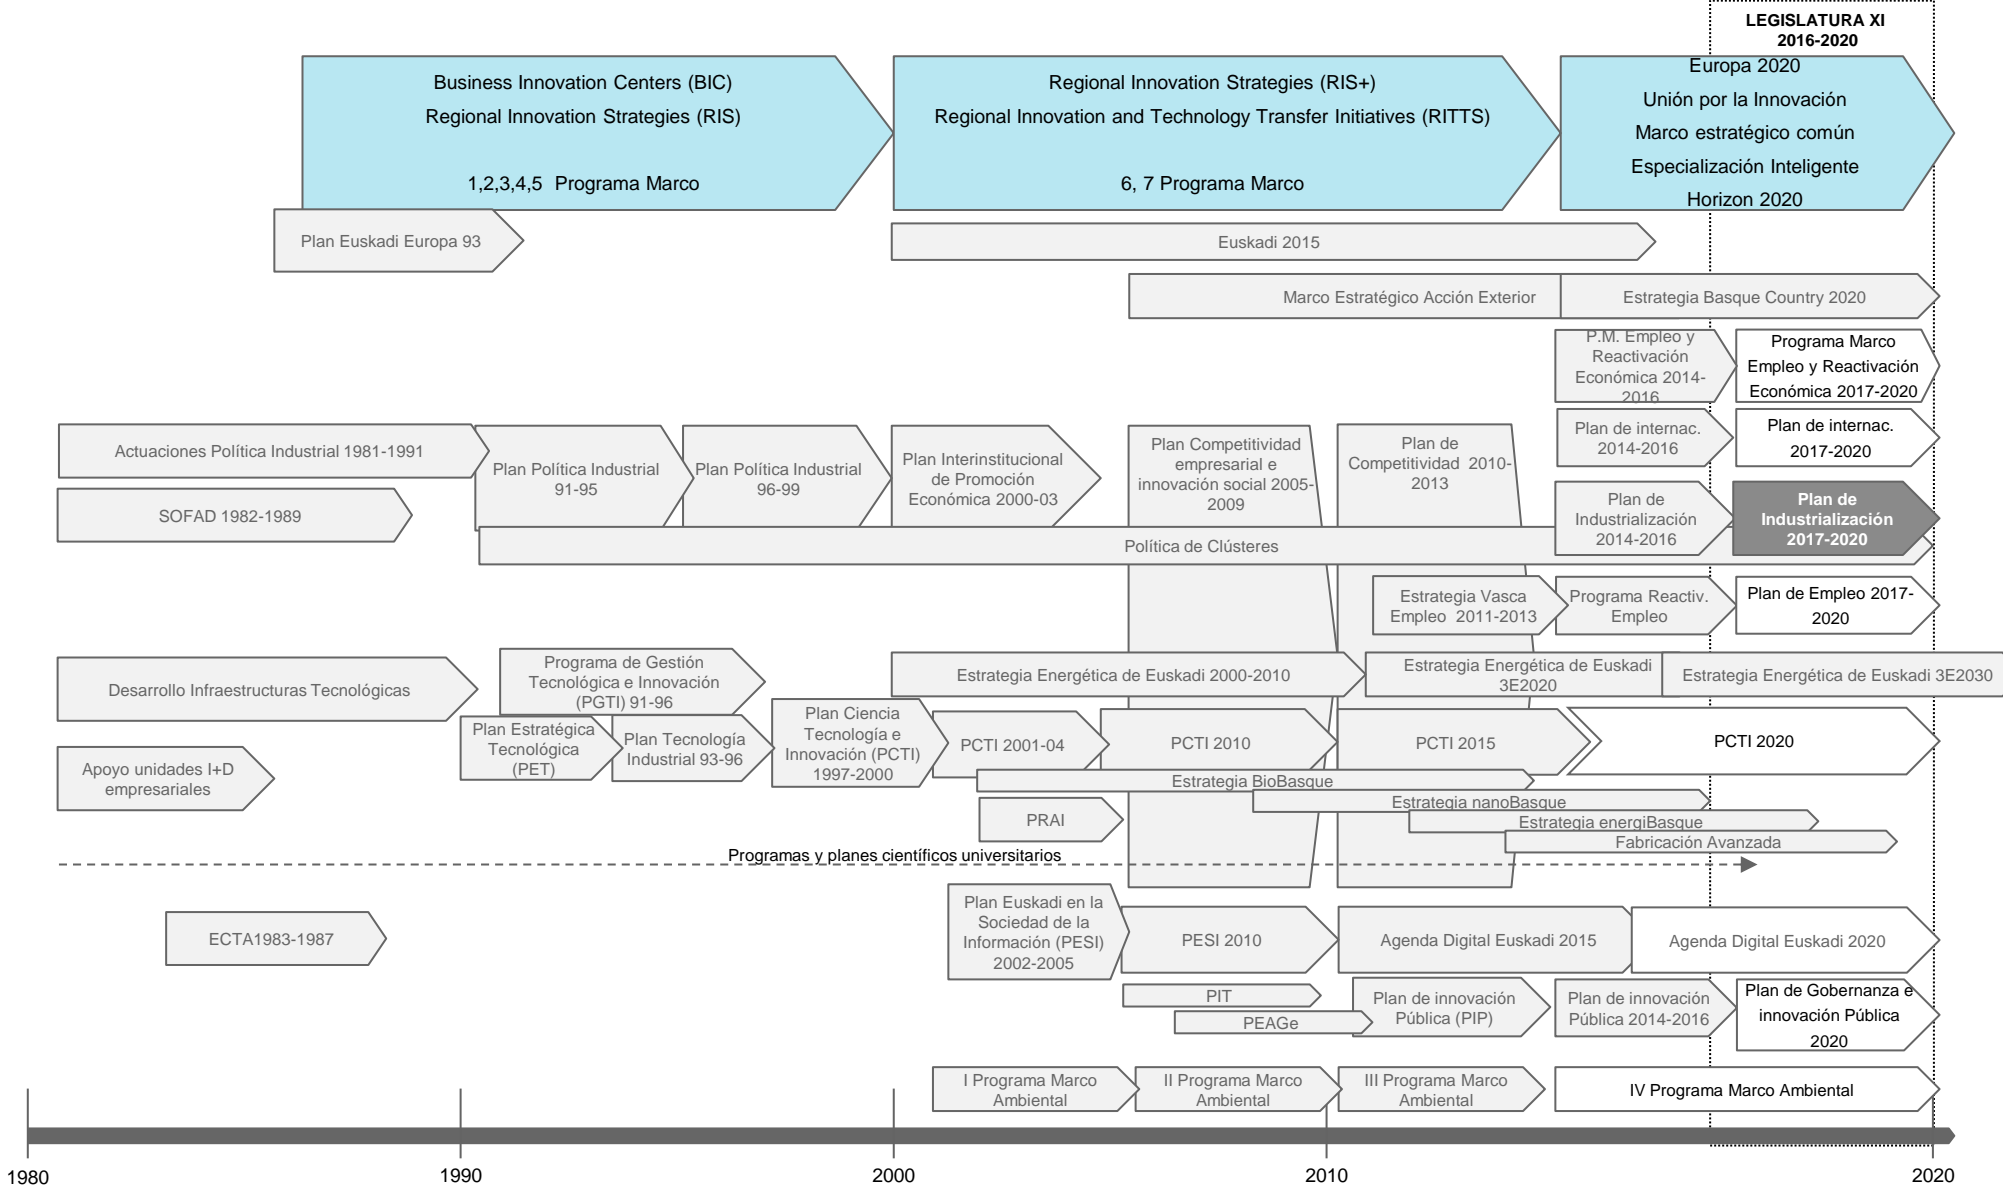 LEGISLATURA XI
2016-2020
Business Innovation Centers (BIC)
Regional Innovation Strategies (RIS)
1,2,3,4,5 Programa Marco
Regional Innovation Strategies (RIS+)
Regional Innovation and Technology Transfer Initiatives (RITTS)
6, 7 Programa Marco
Europa 2020
Unión por la Innovación
Marco estratégico común
Especialización Inteligente
Horizon 2020
Plan Euskadi Europa 93
Euskadi 2015
Marco Estratégico Acción Exterior
Estrategia Basque Country 2020
P.M. Empleo y
Reactivación
Económica 2014-
2016
Programa Marco
Empleo y Reactivación
Económica 2017-2020
Actuaciones Política Industrial 1981-1991
SOFAD 1982-1989
Plan Política Industrial
91-95
Plan Política Industrial
96-99
Plan Interinstitucional
de Promoción
Económica 2000-03
Plan Competitividad
empresarial e
innovación social 2005-
2009
Plan de
Competividad 2010-
2013
Plan de internac.
2014-2016
Plan de internac.
2017-2020
Plan de
Industrialización
2014-2016
Plan de
Industrialización
2017-2020
Política de Clústeres
Estrategia Vasca
Empleo 2011-2013
Programa Reactiv.
Empleo
Plan de Empleo 2017-
2020
Desarrollo Infraestructuras Tecnológicas
Programa de Gestión
Tecnológica e Innovación
(PGTI) 91-96
Estrategia Energética de Euskadi 2000-2010
Estrategia Energética de Euskadi
3E2020
Estrategia Energética de Euskadi 3E2030
Apoyo unidades I+D
empresariales
Plan Estratégica
Tecnológica
(PET)
Plan Tecnología
Industrial 93-96
Plan Ciencia
Tecnología e
Innovación (PCTI)
1997-2000
PCTI 2001-04
PCTI 2010
PCTI 2015
PCTI 2020
Estrategia BioBasque
Estrategia nanoBasque
PRAI
Estrategia energiBasque
Fabricación Avanzada
Programas y planes científicos universitarios
ECTA1983-1987
Plan Euskadi en la
Sociedad de la
Información (PESI)
2002-2005
PESI 2010
Agenda Digital Euskadi 2015
Agenda Digital Euskadi 2020
PIT
PEAGe
Plan de innovación
Pública (PIP)
Plan de innovación
Pública 2014-2016
Plan de Gobernanza e
innovación Pública
2020
I Programa Marco
Ambiental
II Programa Marco
Ambiental
III Programa Marco
Ambiental
IV Programa Marco Ambiental
1980
1990
2000
2010
2020